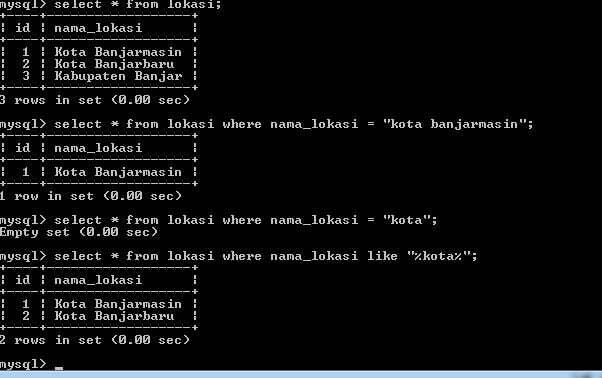 mysql> select * from lokasi;
+----+------------------+
¦ id ¦ nama_lokasi      ¦
+----+------------------+
¦  1 ¦ Kota Banjarmasin ¦
¦  2 ¦ Kota Banjarbaru  ¦
¦  3 ¦ Kabupaten Banjar ¦
+----+------------------+
3 rows in set (0.00 sec)
mysql> select * from lokasi where nama_lokasi = "kota banjarmasin";
+----+------------------+
¦ id ¦ nama_lokasi      ¦
+----+------------------+
¦  1 ¦ Kota Banjarmasin ¦
+----+------------------+
1 row in set (0.00 sec)
mysql> select * from lokasi where nama_lokasi = "kota";
Empty set (0.00 sec)
mysql> select * from lokasi where nama_lokasi like "%kota%";
+----+------------------+
¦ id ¦ nama_lokasi      ¦
+----+------------------+
¦  1 ¦ Kota Banjarmasin ¦
¦  2 ¦ Kota Banjarbaru  ¦
+----+------------------+
2 rows in set (0.00 sec)
mysql> _